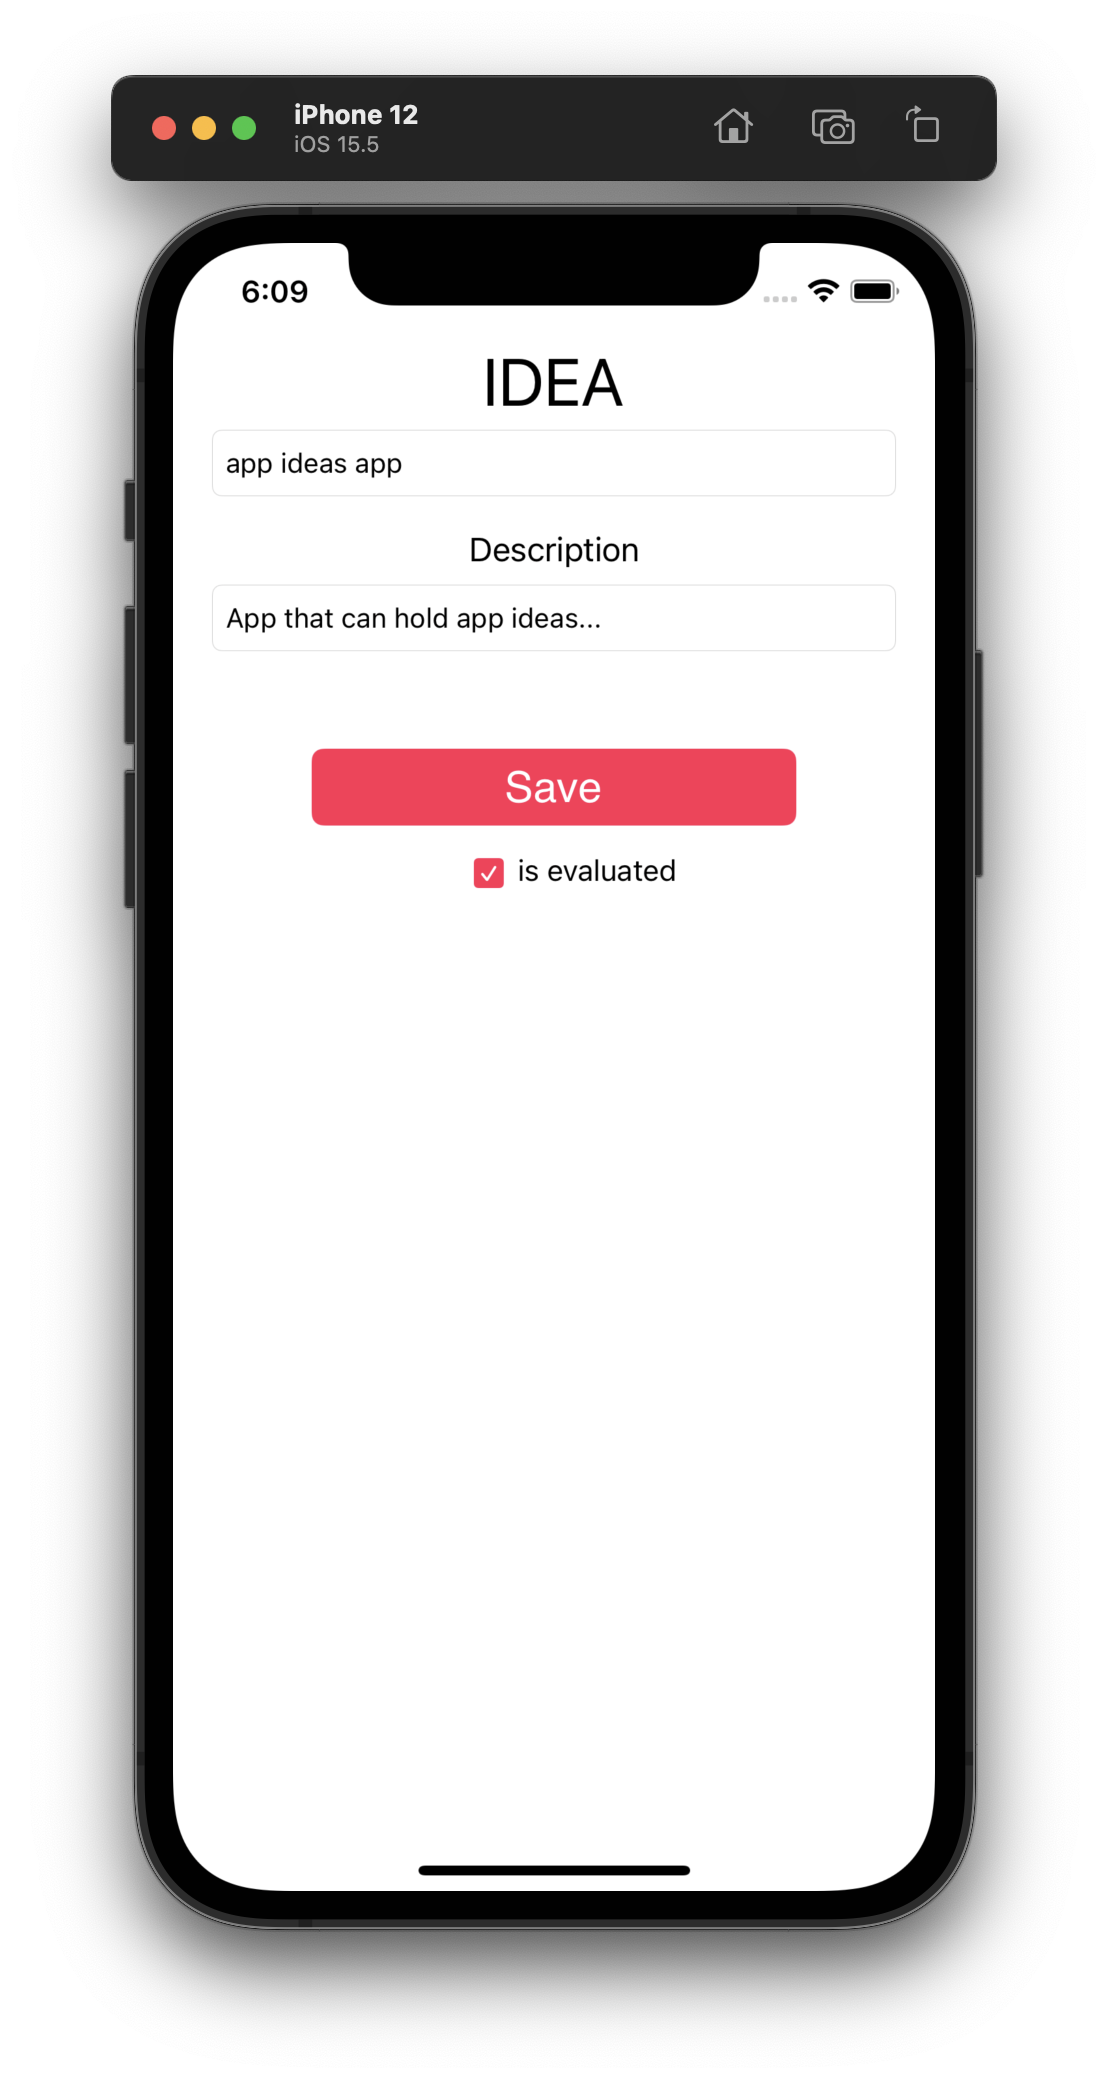 iPhone 12
iOS 15.5
6:09
IDEA
app ideas app
Description
App that can hold app ideas...
Save
is evaluated